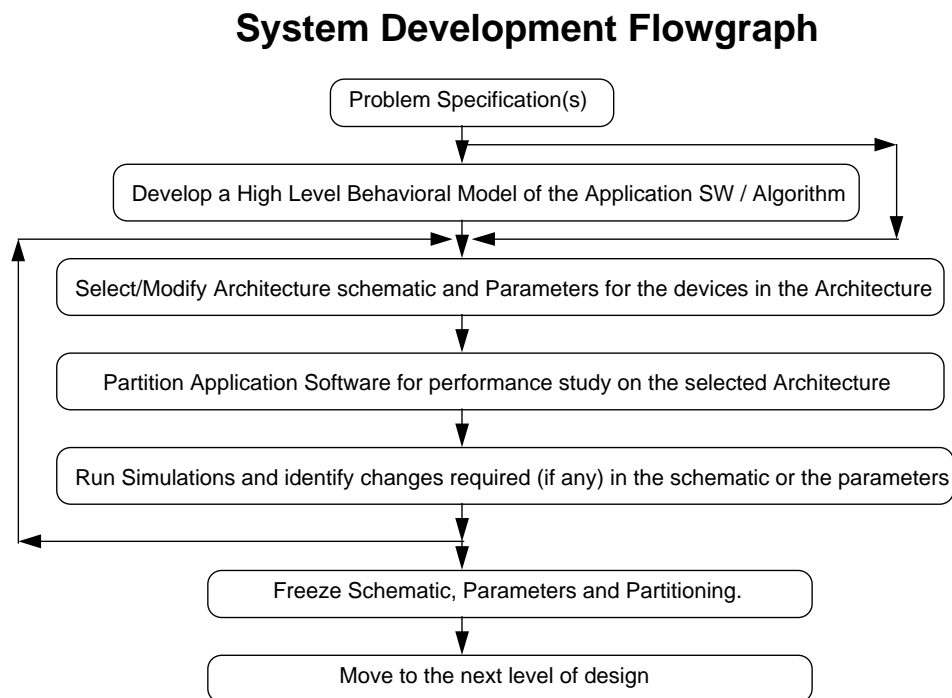 System Development Flowgraph
Problem Specification(s)
Develop a High Level Behavioral Model of the Application SW / Algorithm
Select/Modify Architecture schematic and Parameters for the devices in the Architecture
Partition Application Software for performance study on the selected Architecture
Run Simulations and identify changes required (if any) in the schematic or the parameters
Freeze Schematic, Parameters and Partitioning.
Move to the next level of design